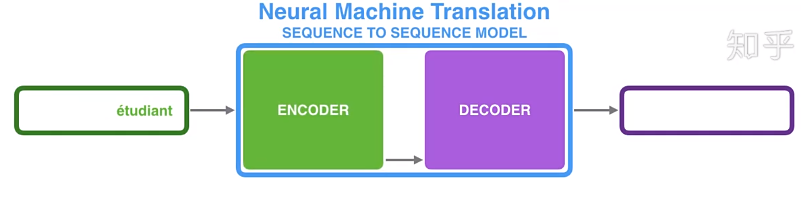 Neural Machine Translation
SEQUENCE TO SEQUENCE MODEL
知乎
étudiant
ENCODER
DECODER